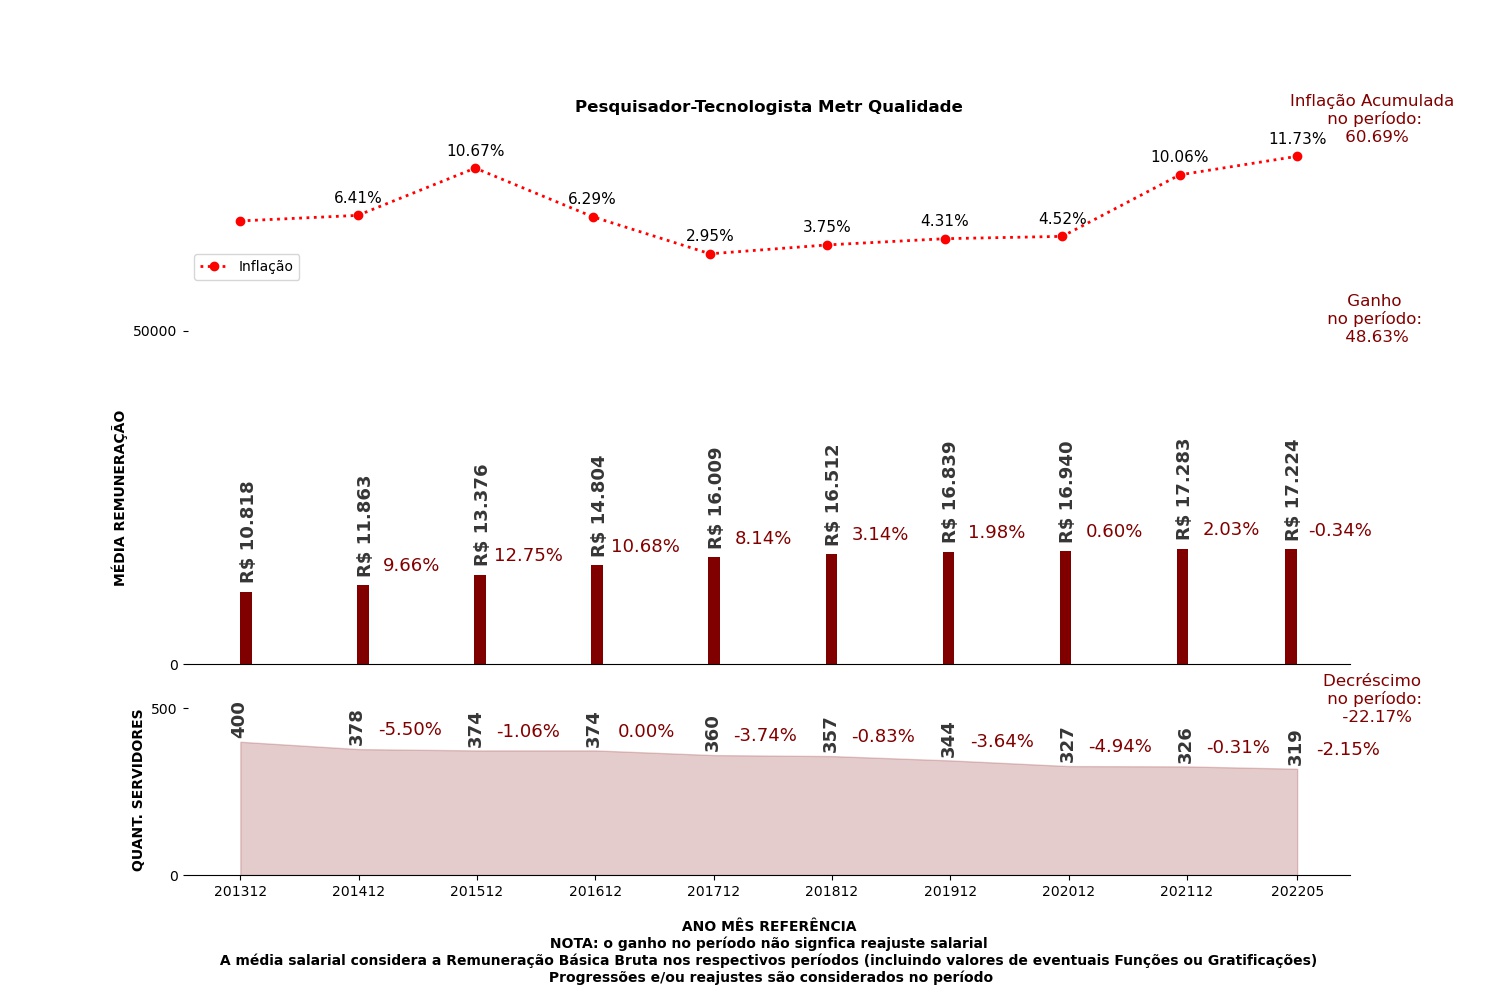 Pesquisador-Tecnologista Metr Qualidade
Inflação Acumulada
no período:
60.69%
6.41%
10.67%
6.29%
2.95%
3.75%
4.31%
4.52%
10.06%
11.73%
Inflação
Ganho
no período:
48.63%
50000
0
MÉDIA REMUNERAÇÃO
R$ 10.818
R$ 11.863
R$ 13.376
R$ 14.804
R$ 16.009
R$ 16.512
R$ 16.839
R$ 16.940
R$ 17.283
R$ 17.224
9.66%
12.75%
10.68%
8.14%
3.14%
1.98%
0.60%
2.03%
-0.34%
Decréscimo
no período:
-22.17%
500
0
QUANT. SERVIDORES
400
378
374
374
360
357
344
327
326
319
-5.50%
-1.06%
0.00%
-3.74%
-0.83%
-3.64%
-4.94%
-0.31%
-2.15%
201312
201412
201512
201612
201712
201812
201912
202012
202112
202205
ANO MÊS REFERÊNCIA
NOTA: o ganho no período não signfica reajuste salarial
A média salarial considera a Remuneração Básica Bruta nos respectivos períodos (incluindo valores de eventuais Funções ou Gratificações)
Progressões e/ou reajustes são considerados no período